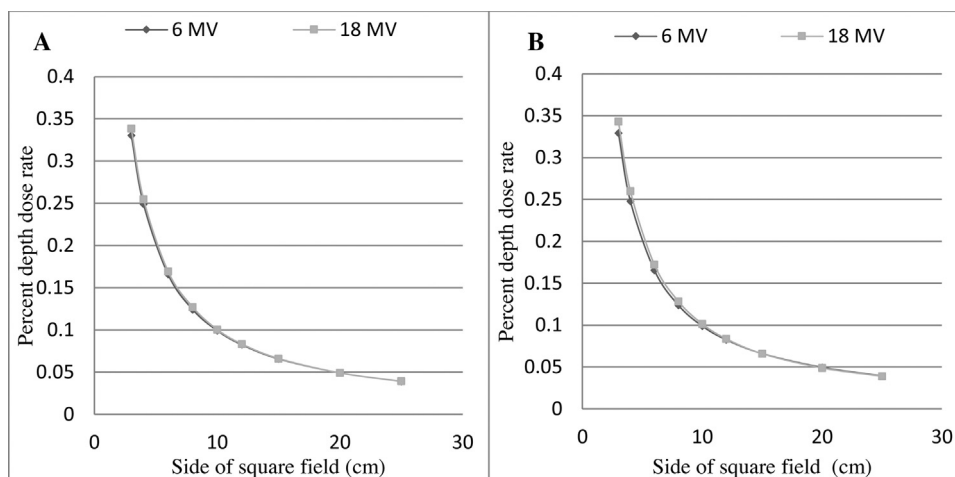 A
6 MV
18 MV
Percent depth dose rate
0.4
0.35
0.3
0.25
0.2
0.15
0.1
0.05
0
0 10 20 30
Side of square field (cm)
B
6 MV
18 MV
Percent depth dose rate
0.4
0.35
0.3
0.25
0.2
0.15
0.1
0.05
0
0 10 20 30
Side of square field (cm)